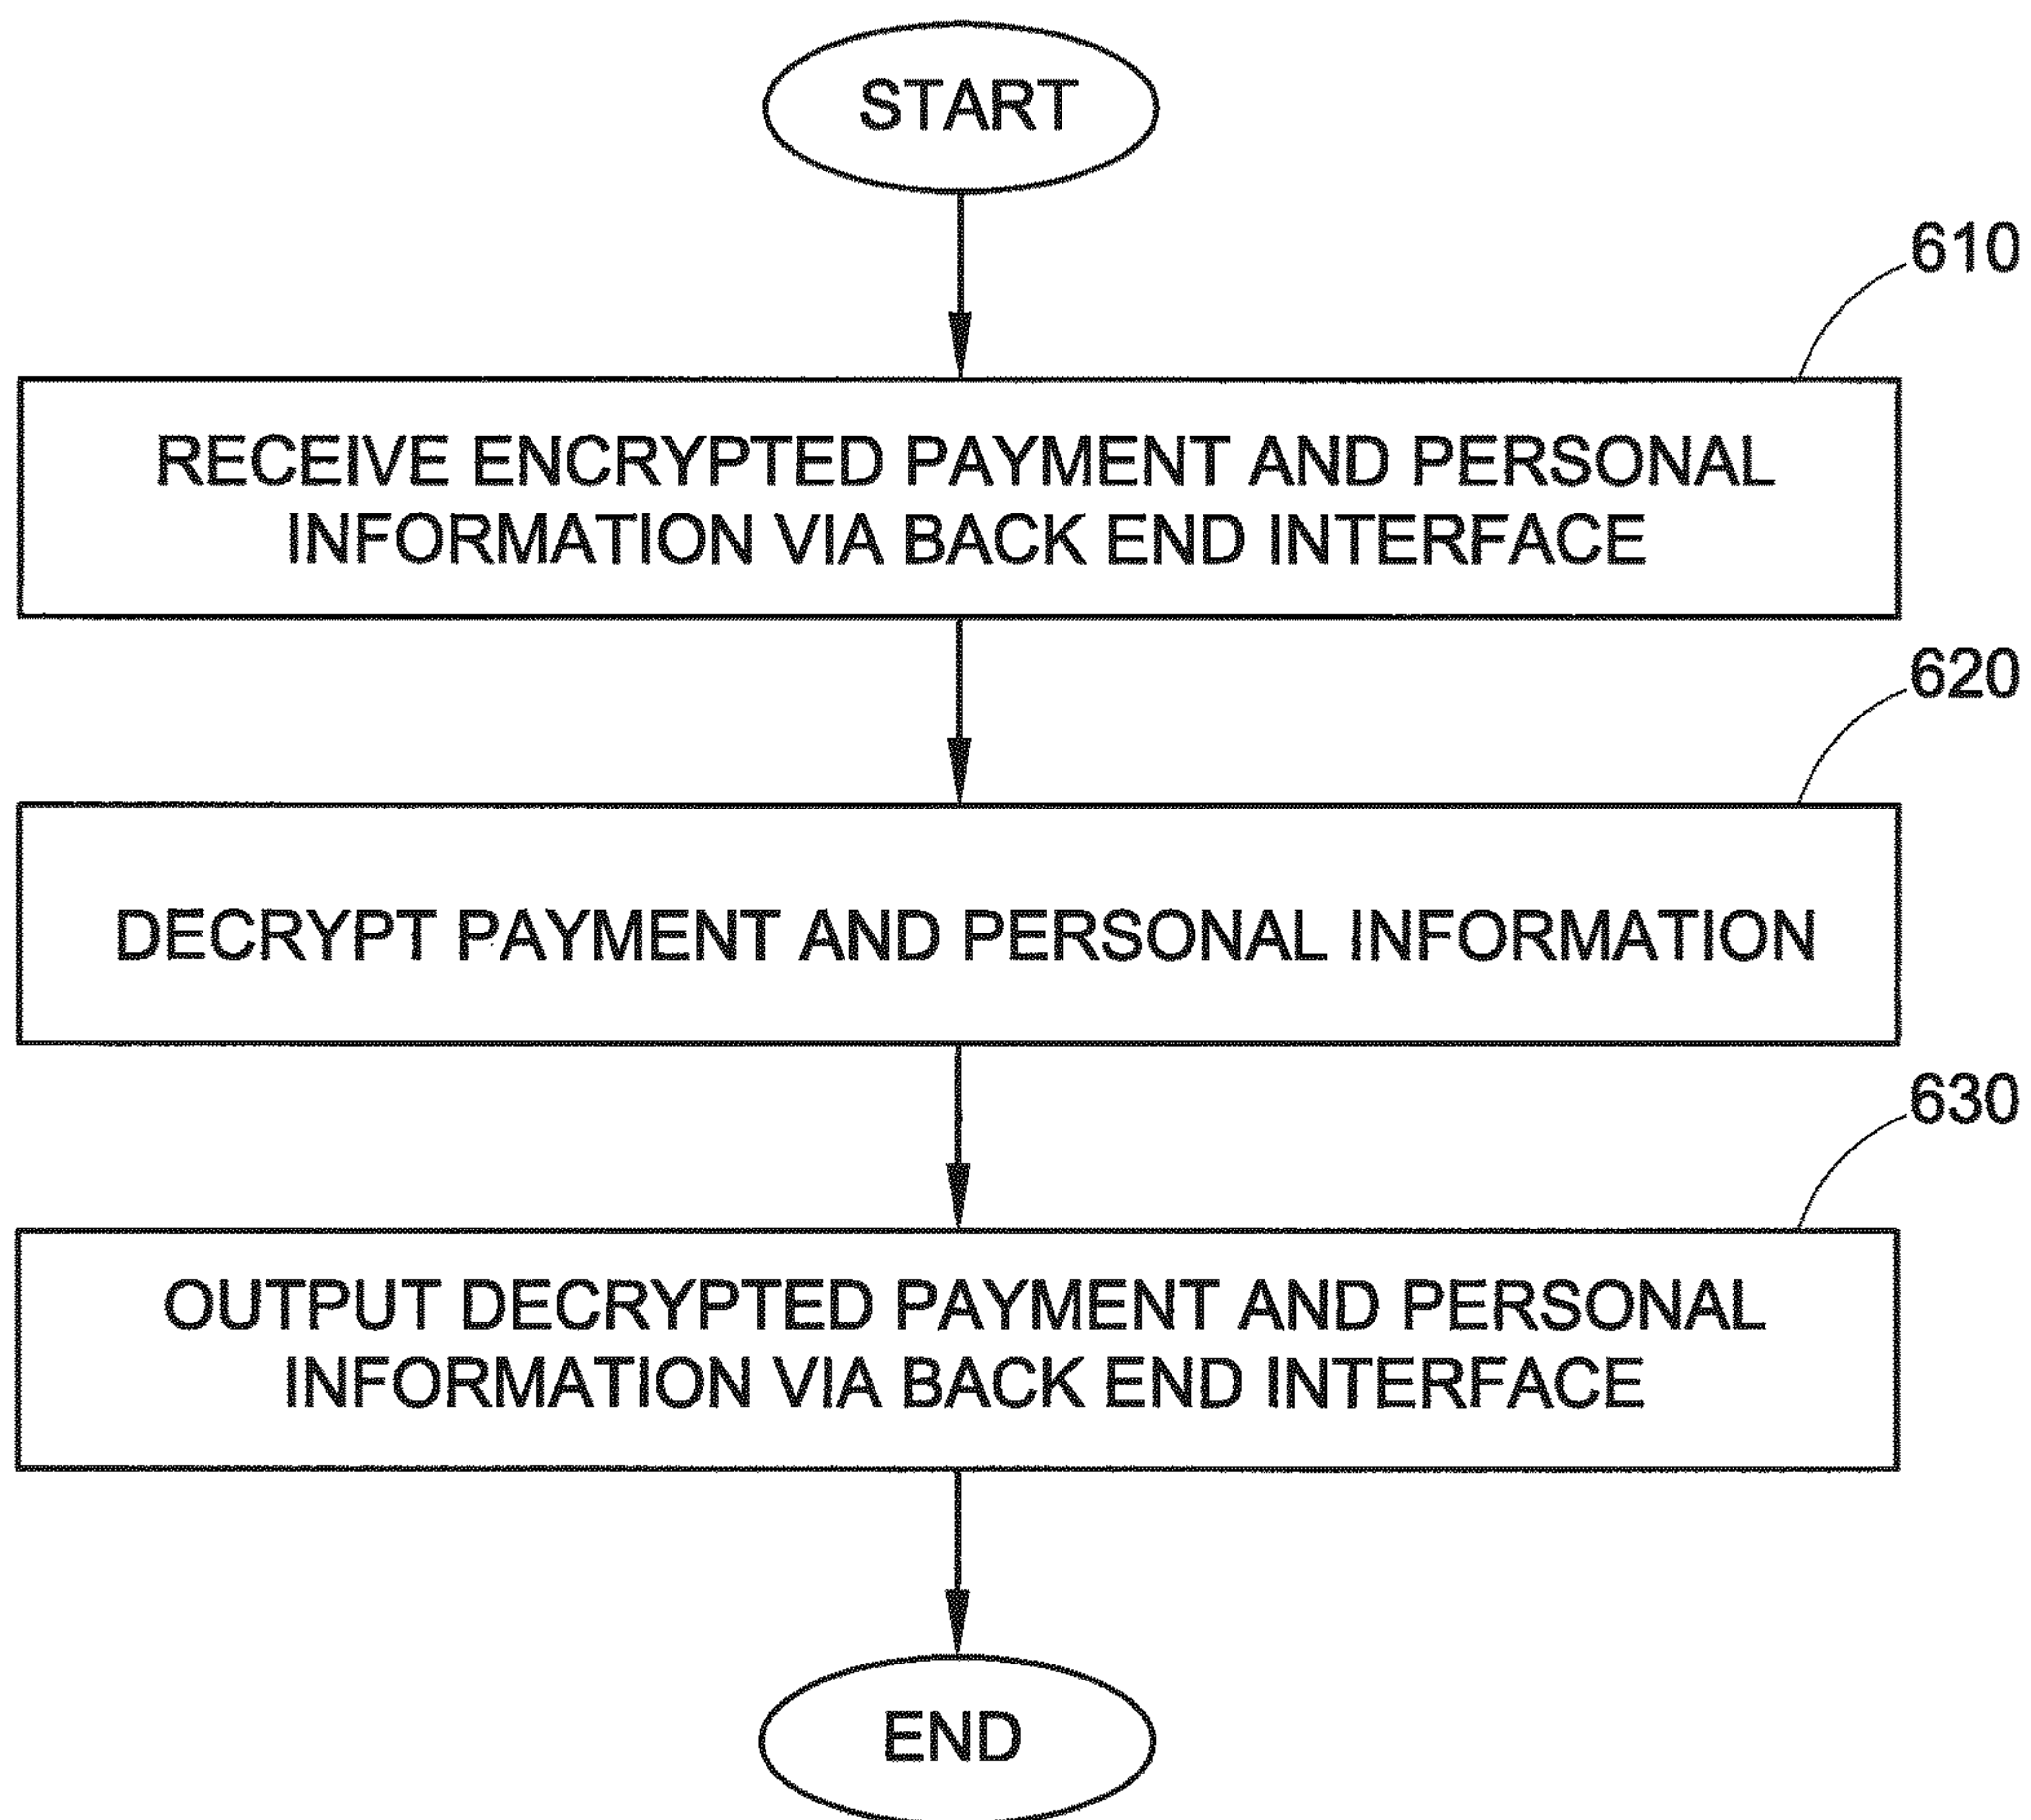 START
610
RECEIVE ENCRYPTED PAYMENT AND PERSONAL
INFORMATION VIA BACK END INTERFACE
620
DECRYPT PAYMENT AND PERSONAL INFORMATION
630
OUTPUT DECRYPTED PAYMENT AND PERSONAL
INFORMATION VIA BACK END INTERFACE
END